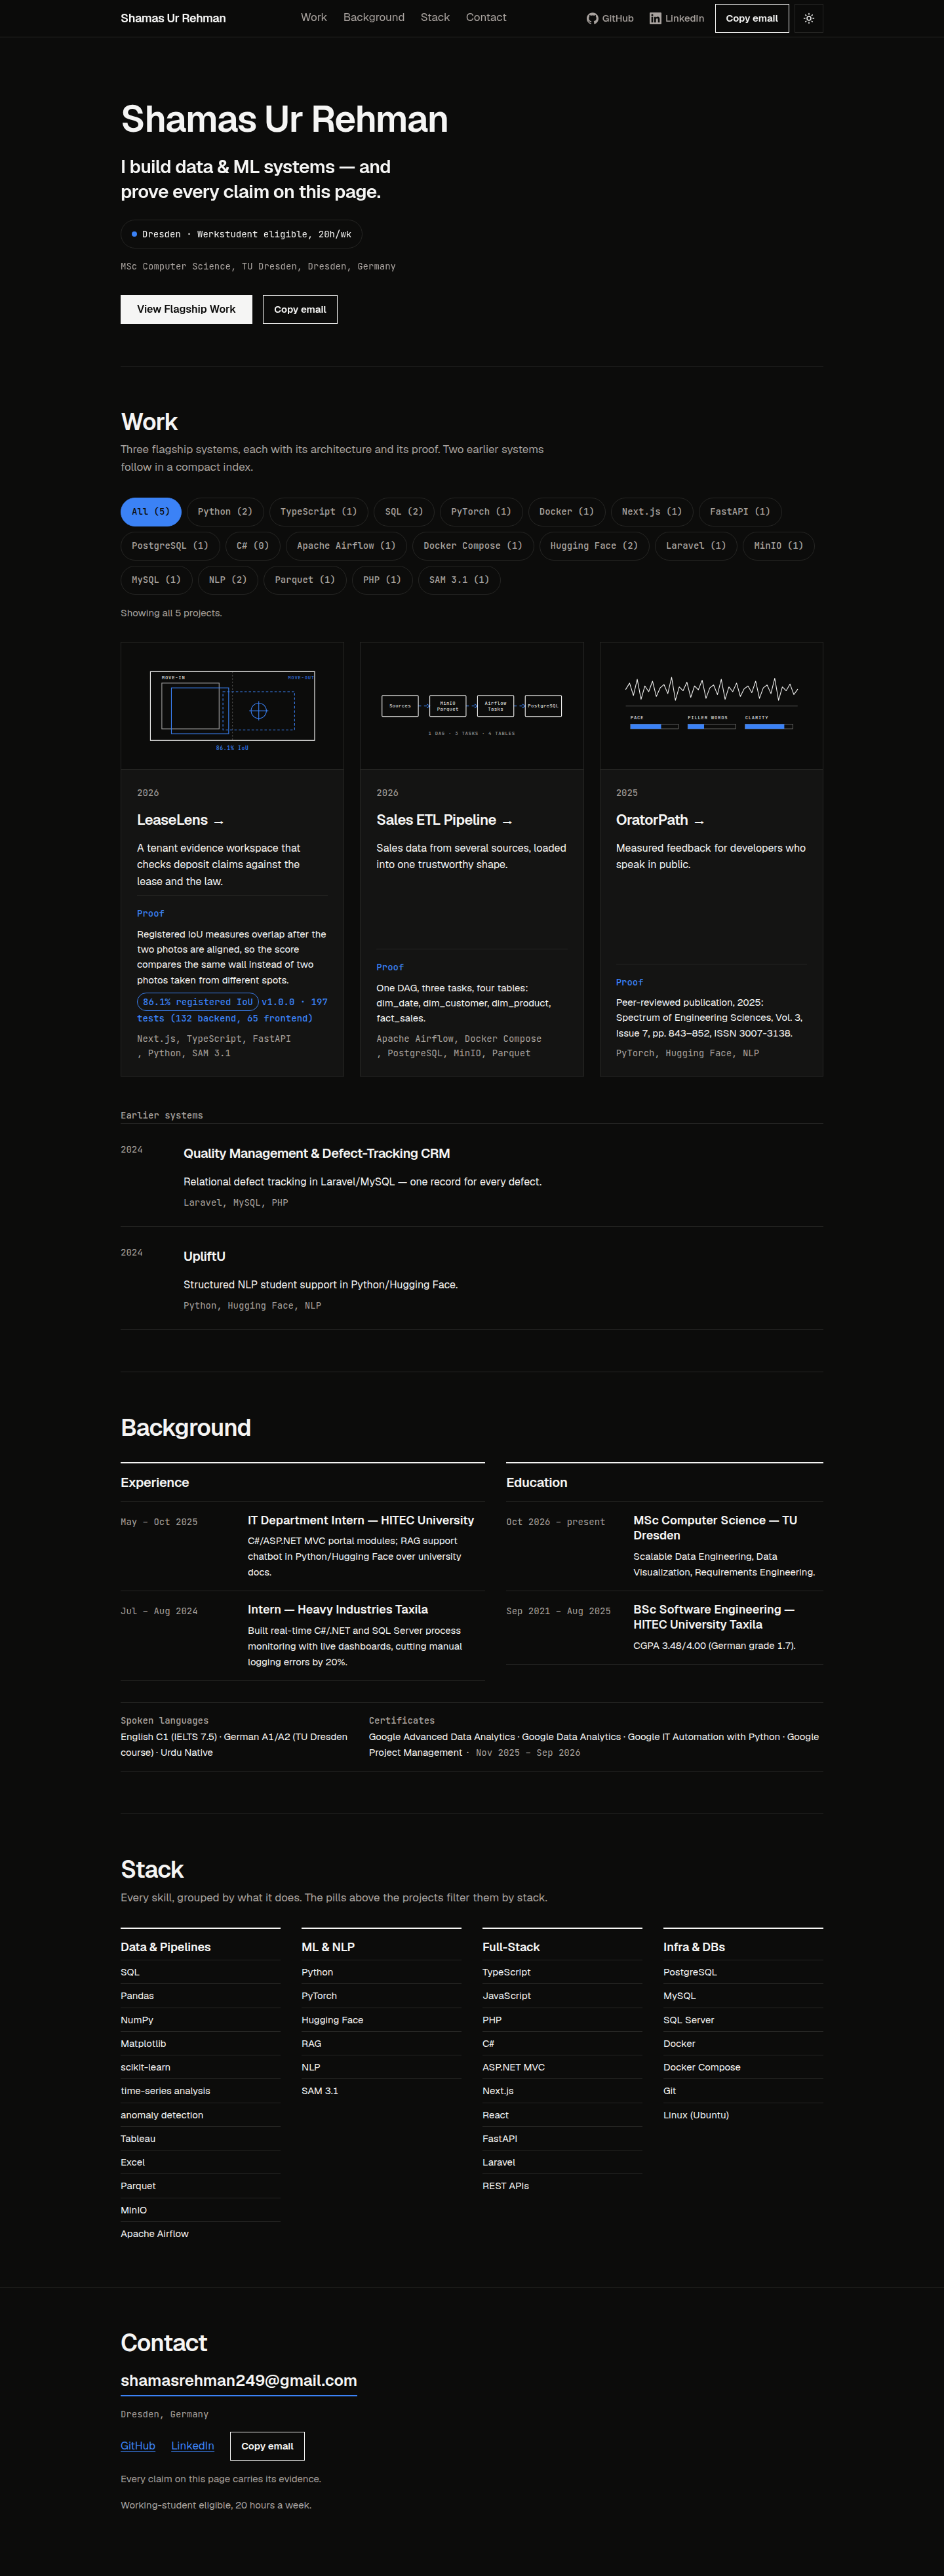 Shamas Ur Rehman
Work Background Stack Contact
GitHub LinkedIn Copy email
Shamas Ur Rehman
I build data & ML systems — and
prove every claim on this page.
Dresden · Werkstudent eligible, 20h/wk
MSc Computer Science, TU Dresden, Dresden, Germany
View Flagship Work Copy email
Work
Three flagship systems, each with its architecture and its proof. Two earlier systems
follow in a compact index.
All (5) Python (2) TypeScript (1) SQL (2) PyTorch (1) Docker (1) Next.js (1) FastAPI (1)
PostgreSQL (1) C# (0) Apache Airflow (1) Docker Compose (1) Hugging Face (2) Laravel (1) MinIO (1)
MySQL (1) NLP (2) Parquet (1) PHP (1) SAM 3.1 (1)
Showing all 5 projects.
MOVE-IN MOVE-OUT
86.1% IoU
2026
LeaseLens →
A tenant evidence workspace that
checks deposit claims against the
lease and the law.
Proof
Registered IoU measures overlap after the
two photos are aligned, so the score
compares the same wall instead of two
photos taken from different spots.
86.1% registered IoU v1.0.0 · 197
tests (132 backend, 65 frontend)
Next.js, TypeScript, FastAPI
, Python, SAM 3.1
Sources
MinIO
Parquet
Airflow
Tasks
PostgreSQL
1 DAG · 3 TASKS · 4 TABLES
2026
Sales ETL Pipeline →
Sales data from several sources, loaded
into one trustworthy shape.
Proof
One DAG, three tasks, four tables:
dim_date, dim_customer, dim_product,
fact_sales.
Apache Airflow, Docker Compose
, PostgreSQL, MinIO, Parquet
PACE FILLER WORDS CLARITY
2025
OratorPath →
Measured feedback for developers who
speak in public.
Proof
Peer-reviewed publication, 2025:
Spectrum of Engineering Sciences, Vol. 3,
Issue 7, pp. 843–852, ISSN 3007-3138.
PyTorch, Hugging Face, NLP
Earlier systems
2024
Quality Management & Defect-Tracking CRM
Relational defect tracking in Laravel/MySQL — one record for every defect.
Laravel, MySQL, PHP
2024
UpliftU
Structured NLP student support in Python/Hugging Face.
Python, Hugging Face, NLP
Background
Experience
May – Oct 2025
IT Department Intern — HITEC University
C#/ASP.NET MVC portal modules; RAG support
chatbot in Python/Hugging Face over university
docs.
Jul – Aug 2024
Intern — Heavy Industries Taxila
Built real-time C#/.NET and SQL Server process
monitoring with live dashboards, cutting manual
logging errors by 20%.
Education
Oct 2026 – present
MSc Computer Science — TU
Dresden
Scalable Data Engineering, Data
Visualization, Requirements Engineering.
Sep 2021 – Aug 2025
BSc Software Engineering —
HITEC University Taxila
CGPA 3.48/4.00 (German grade 1.7).
Spoken languages
English C1 (IELTS 7.5) · German A1/A2 (TU Dresden
course) · Urdu Native
Certificates
Google Advanced Data Analytics · Google Data Analytics · Google IT Automation with Python · Google
Project Management · Nov 2025 – Sep 2026
Stack
Every skill, grouped by what it does. The pills above the projects filter them by stack.
Data & Pipelines
SQL
Pandas
NumPy
Matplotlib
scikit-learn
time-series analysis
anomaly detection
Tableau
Excel
Parquet
MinIO
Apache Airflow
ML & NLP
Python
PyTorch
Hugging Face
RAG
NLP
SAM 3.1
Full-Stack
TypeScript
JavaScript
PHP
C#
ASP.NET MVC
Next.js
React
FastAPI
Laravel
REST APIs
Infra & DBs
PostgreSQL
MySQL
SQL Server
Docker
Docker Compose
Git
Linux (Ubuntu)
Contact
shamasrehman249@gmail.com
Dresden, Germany
GitHub LinkedIn Copy email
Every claim on this page carries its evidence.
Working-student eligible, 20 hours a week.